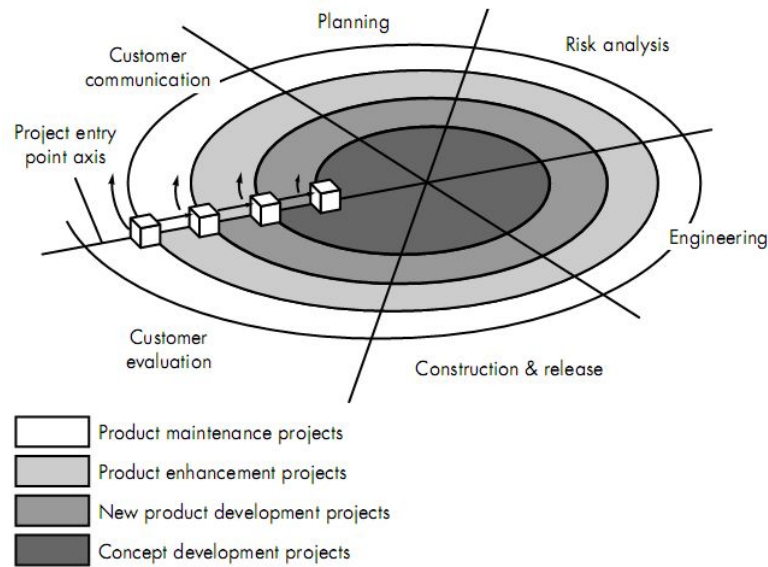 Planning
Risk analysis
Customer
communication
Project entry
point axis
Engineering
Customer
evaluation
Construction & release
Product maintenance projects
Product enhancement projects
New product development projects
Concept development projects